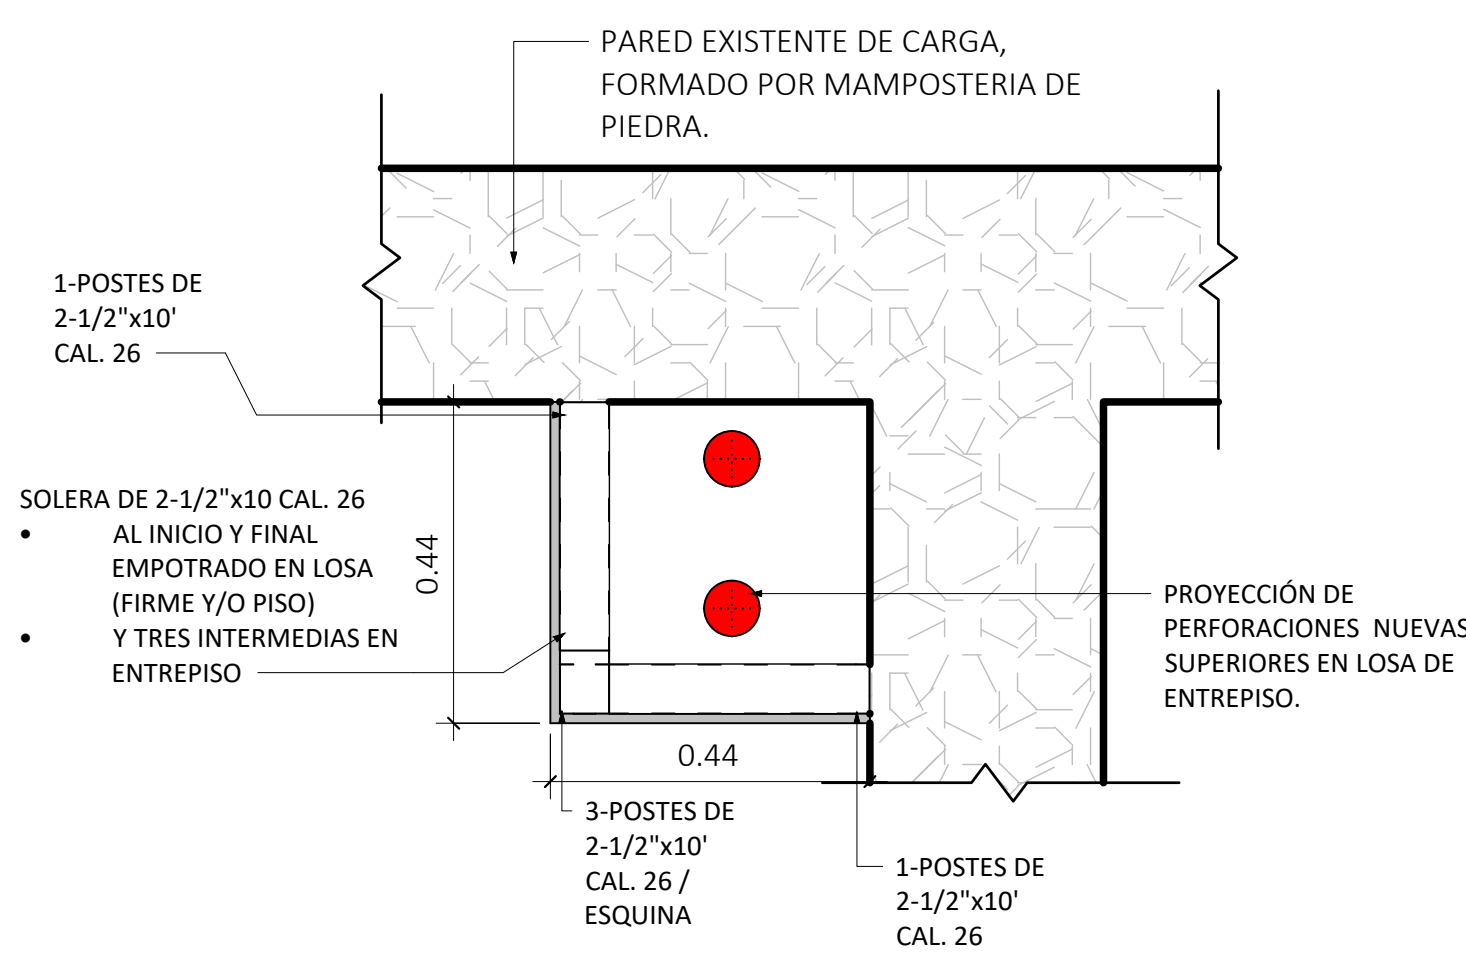 PARED EXISTENTE DE CARGA,
FORMADO POR MAMPOSTERIA DE
PIEDRA.
1-POSTES DE
2-1/2"x10'
CAL. 26
SOLERA DE 2-1/2"x10 CAL. 26
• AL INICIO Y FINAL
EMPOTRADO EN LOSA
(FIRME Y/O PISO)
• Y TRES INTERMEDIAS EN
ENTREPISO
0.44
PROYECCIÓN DE
PERFORACIONES NUEVAS
SUPERIORES EN LOSA DE
ENTREPISO.
0.44
3-POSTES DE
2-1/2"x10'
CAL. 26 /
ESQUINA
1-POSTES DE
2-1/2"x10'
CAL. 26